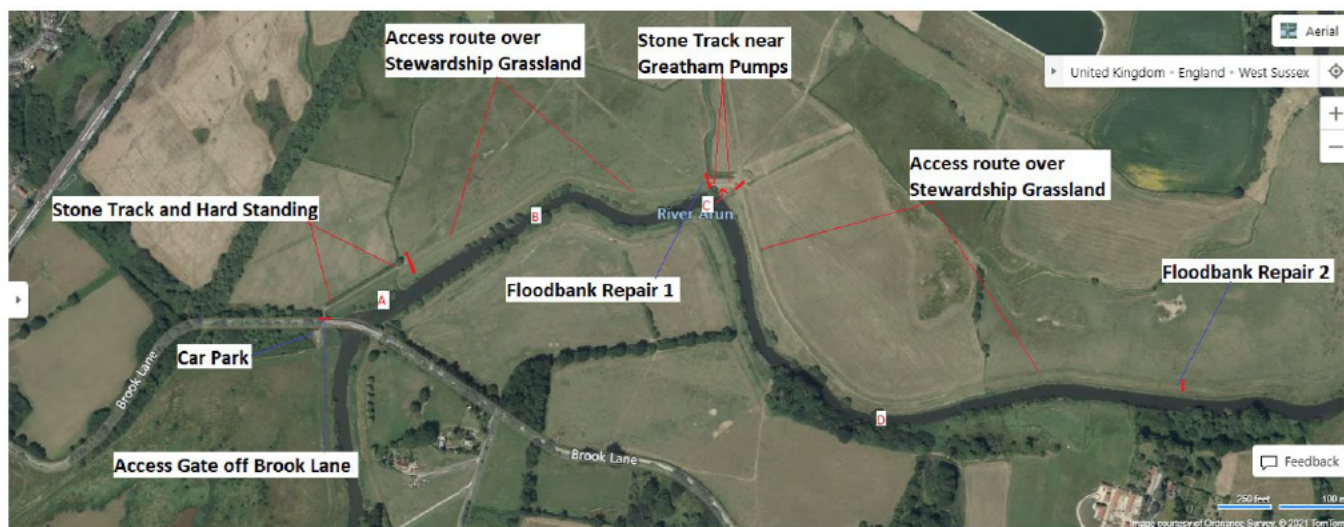 Access route over
Stewardship Grassland
Stone Track near
Greatham Pumps
Aerial
United Kingdom • England • West Sussex
+
−
Access route over
Stewardship Grassland
Stone Track and Hard Standing
B
C
River Arun
Floodbank Repair 1
Floodbank Repair 2
A
Car Park
Brook Lane
D
Access Gate off Brook Lane
Brook Lane
Feedback
250 feet
100 m
Image courtesy of Ordnance Survey, © 2021 Tom